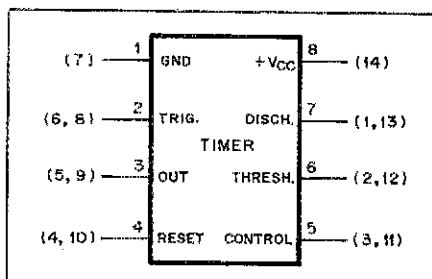 1 8
(7) GND +VCC (14)
2 7
(6, 8) TRIG. DISCH. (1,13)
TIMER
3 6
(5, 9) OUT THRESH. (2,12)
4 5
(4, 10) RESET CONTROL (3,11)